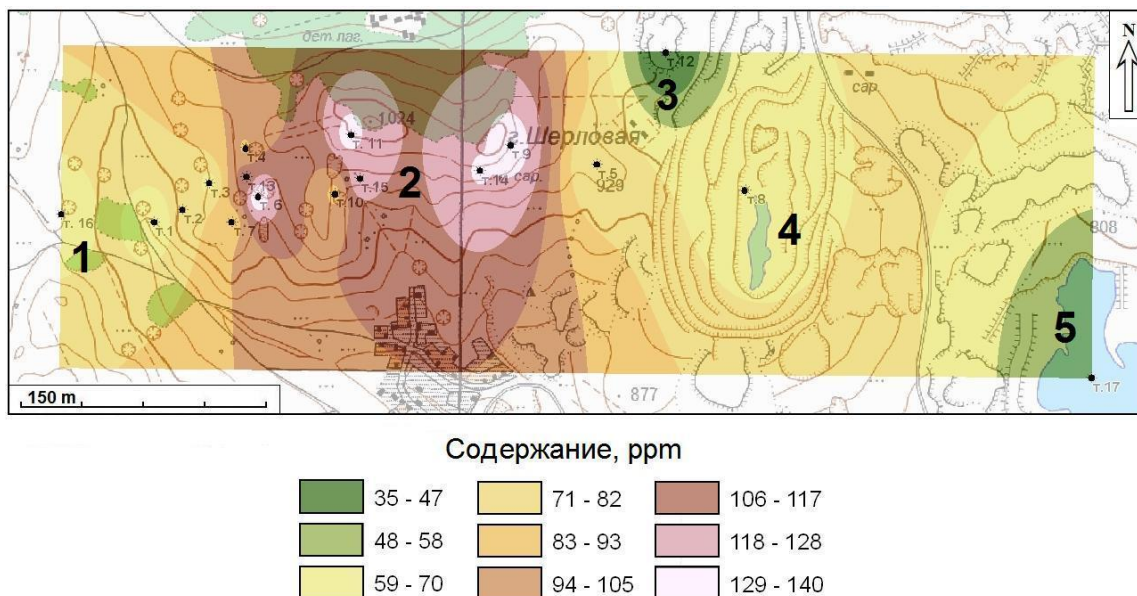 N
дет. лаг.
т.12
3
сар.
1024
т. 11
г. Шерловая
т.9
т.4
т.13
т.15
2
т.14
сар.
т.5
929
т.3
т.6
т.10
т.8
т. 16
т.2
т.1
т.7
4
808
1
5
150 m
877
т.17
Содержание, ppm
35 - 47
71 - 82
106 - 117
48 - 58
83 - 93
118 - 128
59 - 70
94 - 105
129 - 140